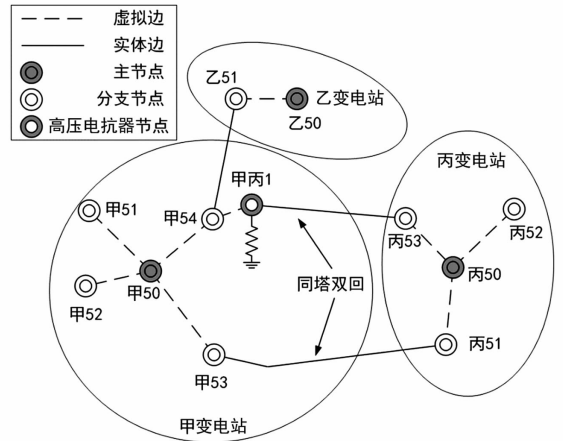 虚拟边
实体边
主节点
分支节点
高压电抗器节点
乙51
乙50
乙变电站
丙变电站
甲丙1
甲51
甲54
丙53
丙52
甲50
同塔双回
丙50
甲52
丙51
甲53
甲变电站